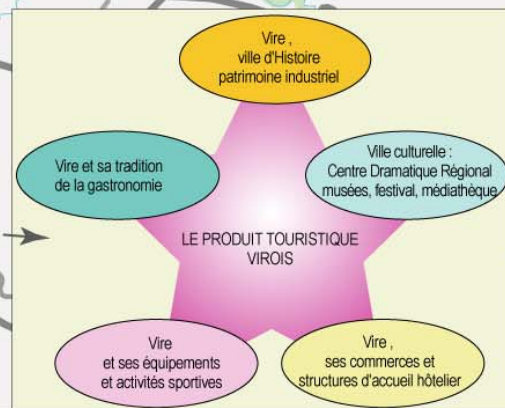 Vire ,
ville d'Histoire
patrimoine industriel
Vire et sa tradition
de la gastronomie
Ville culturelle :
Centre Dramatique Régional
musées, festival, médiathèque
LE PRODUIT TOURISTIQUE
VIROIS
Vire
et ses équipements
et activités sportives
Vire ,
ses commerces et
structures d'accueil hôtelier